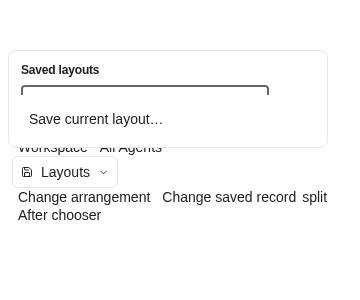 Saved layouts
Save current layout…
Workspace All Agents
Layouts
Change arrangement Change saved record split
After chooser